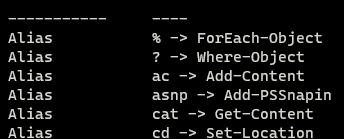 -----------     ----
Alias           % -> ForEach-Object
Alias           ? -> Where-Object
Alias           ac -> Add-Content
Alias           asnp -> Add-PSSnapin
Alias           cat -> Get-Content
Alias           cd -> Set-Location